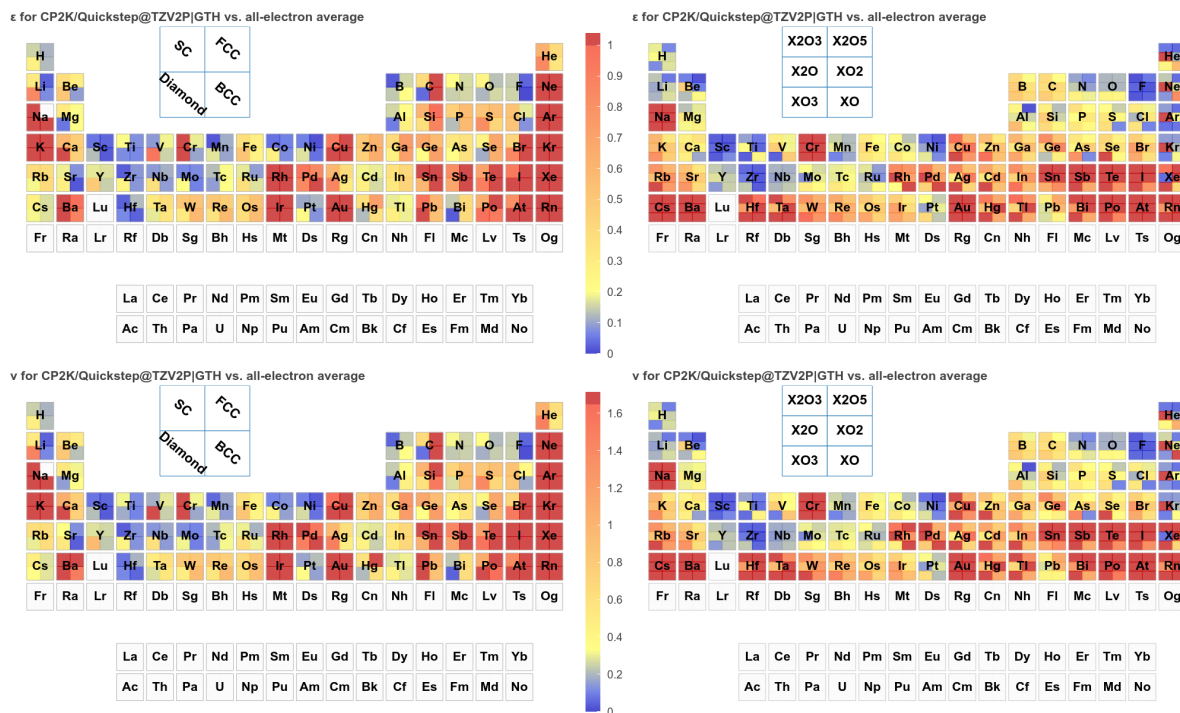 ε for CP2K/Quickstep@TZV2P|GTH vs. all-electron average
SC FCC
Diamond BCC
H He
Li Be B C N O F Ne
Na Mg Al Si P S Cl Ar
K Ca Sc Ti V Cr Mn Fe Co Ni Cu Zn Ga Ge As Se Br Kr
Rb Sr Y Zr Nb Mo Tc Ru Rh Pd Ag Cd In Sn Sb Te I Xe
Cs Ba Lu Hf Ta W Re Os Ir Pt Au Hg Tl Pb Bi Po At Rn
Fr Ra Lr Rf Db Sg Bh Hs Mt Ds Rg Cn Nh Fl Mc Lv Ts Og
La Ce Pr Nd Pm Sm Eu Gd Tb Dy Ho Er Tm Yb
Ac Th Pa U Np Pu Am Cm Bk Cf Es Fm Md No
1
0.9
0.8
0.7
0.6
0.5
0.4
0.3
0.2
0.1
0
ε for CP2K/Quickstep@TZV2P|GTH vs. all-electron average
X2O3 X2O5
X2O XO2
XO3 XO
H He
Li Be B C N O F Ne
Na Mg Al Si P S Cl Ar
K Ca Sc Ti V Cr Mn Fe Co Ni Cu Zn Ga Ge As Se Br Kr
Rb Sr Y Zr Nb Mo Tc Ru Rh Pd Ag Cd In Sn Sb Te I Xe
Cs Ba Lu Hf Ta W Re Os Ir Pt Au Hg Tl Pb Bi Po At Rn
Fr Ra Lr Rf Db Sg Bh Hs Mt Ds Rg Cn Nh Fl Mc Lv Ts Og
La Ce Pr Nd Pm Sm Eu Gd Tb Dy Ho Er Tm Yb
Ac Th Pa U Np Pu Am Cm Bk Cf Es Fm Md No
ν for CP2K/Quickstep@TZV2P|GTH vs. all-electron average
SC FCC
Diamond BCC
H He
Li Be B C N O F Ne
Na Mg Al Si P S Cl Ar
K Ca Sc Ti V Cr Mn Fe Co Ni Cu Zn Ga Ge As Se Br Kr
Rb Sr Y Zr Nb Mo Tc Ru Rh Pd Ag Cd In Sn Sb Te I Xe
Cs Ba Lu Hf Ta W Re Os Ir Pt Au Hg Tl Pb Bi Po At Rn
Fr Ra Lr Rf Db Sg Bh Hs Mt Ds Rg Cn Nh Fl Mc Lv Ts Og
La Ce Pr Nd Pm Sm Eu Gd Tb Dy Ho Er Tm Yb
Ac Th Pa U Np Pu Am Cm Bk Cf Es Fm Md No
1.6
1.4
1.2
1
0.8
0.6
0.4
0.2
0
ν for CP2K/Quickstep@TZV2P|GTH vs. all-electron average
X2O3 X2O5
X2O XO2
XO3 XO
H He
Li Be B C N O F Ne
Na Mg Al Si P S Cl Ar
K Ca Sc Ti V Cr Mn Fe Co Ni Cu Zn Ga Ge As Se Br Kr
Rb Sr Y Zr Nb Mo Tc Ru Rh Pd Ag Cd In Sn Sb Te I Xe
Cs Ba Lu Hf Ta W Re Os Ir Pt Au Hg Tl Pb Bi Po At Rn
Fr Ra Lr Rf Db Sg Bh Hs Mt Ds Rg Cn Nh Fl Mc Lv Ts Og
La Ce Pr Nd Pm Sm Eu Gd Tb Dy Ho Er Tm Yb
Ac Th Pa U Np Pu Am Cm Bk Cf Es Fm Md No